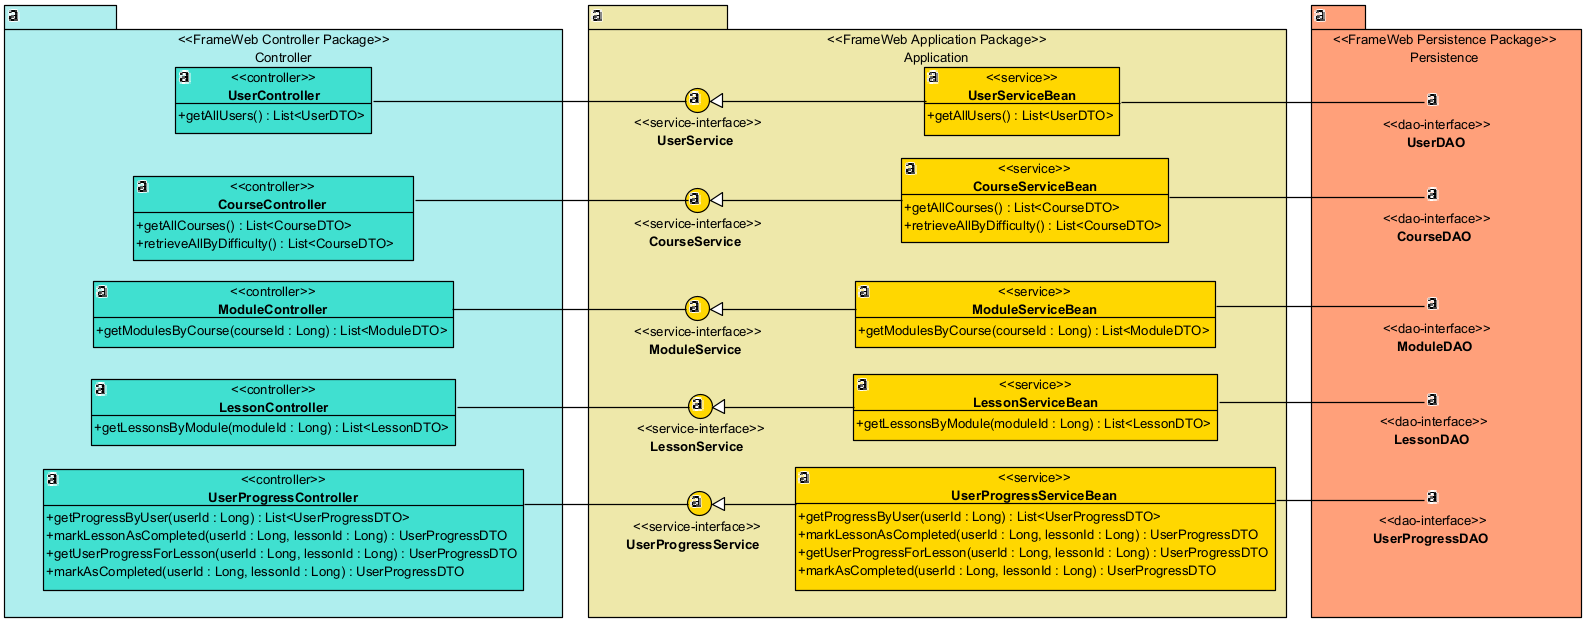 a
<<FrameWeb Controller Package>>
Controller
a
<<controller>>
UserController
+getAllUsers() : List<UserDTO>
a
<<controller>>
CourseController
+getAllCourses() : List<CourseDTO>
+retrieveAllByDifficulty() : List<CourseDTO>
a
<<controller>>
ModuleController
+getModulesByCourse(courseId : Long) : List<ModuleDTO>
a
<<controller>>
LessonController
+getLessonsByModule(moduleId : Long) : List<LessonDTO>
a
<<controller>>
UserProgressController
+getProgressByUser(userId : Long) : List<UserProgressDTO>
+markLessonAsCompleted(userId : Long, lessonId : Long) : UserProgressDTO
+getUserProgressForLesson(userId : Long, lessonId : Long) : UserProgressDTO
+markAsCompleted(userId : Long, lessonId : Long) : UserProgressDTO
a
<<FrameWeb Application Package>>
Application
a
<<service-interface>>
UserService
a
<<service-interface>>
CourseService
a
<<service-interface>>
ModuleService
a
<<service-interface>>
LessonService
a
<<service-interface>>
UserProgressService
a
<<service>>
UserServiceBean
+getAllUsers() : List<UserDTO>
a
<<service>>
CourseServiceBean
+getAllCourses() : List<CourseDTO>
+retrieveAllByDifficulty() : List<CourseDTO>
a
<<service>>
ModuleServiceBean
+getModulesByCourse(courseId : Long) : List<ModuleDTO>
a
<<service>>
LessonServiceBean
+getLessonsByModule(moduleId : Long) : List<LessonDTO>
a
<<service>>
UserProgressServiceBean
+getProgressByUser(userId : Long) : List<UserProgressDTO>
+markLessonAsCompleted(userId : Long, lessonId : Long) : UserProgressDTO
+getUserProgressForLesson(userId : Long, lessonId : Long) : UserProgressDTO
+markAsCompleted(userId : Long, lessonId : Long) : UserProgressDTO
a
<<FrameWeb Persistence Package>>
Persistence
a
<<dao-interface>>
UserDAO
a
<<dao-interface>>
CourseDAO
a
<<dao-interface>>
ModuleDAO
a
<<dao-interface>>
LessonDAO
a
<<dao-interface>>
UserProgressDAO